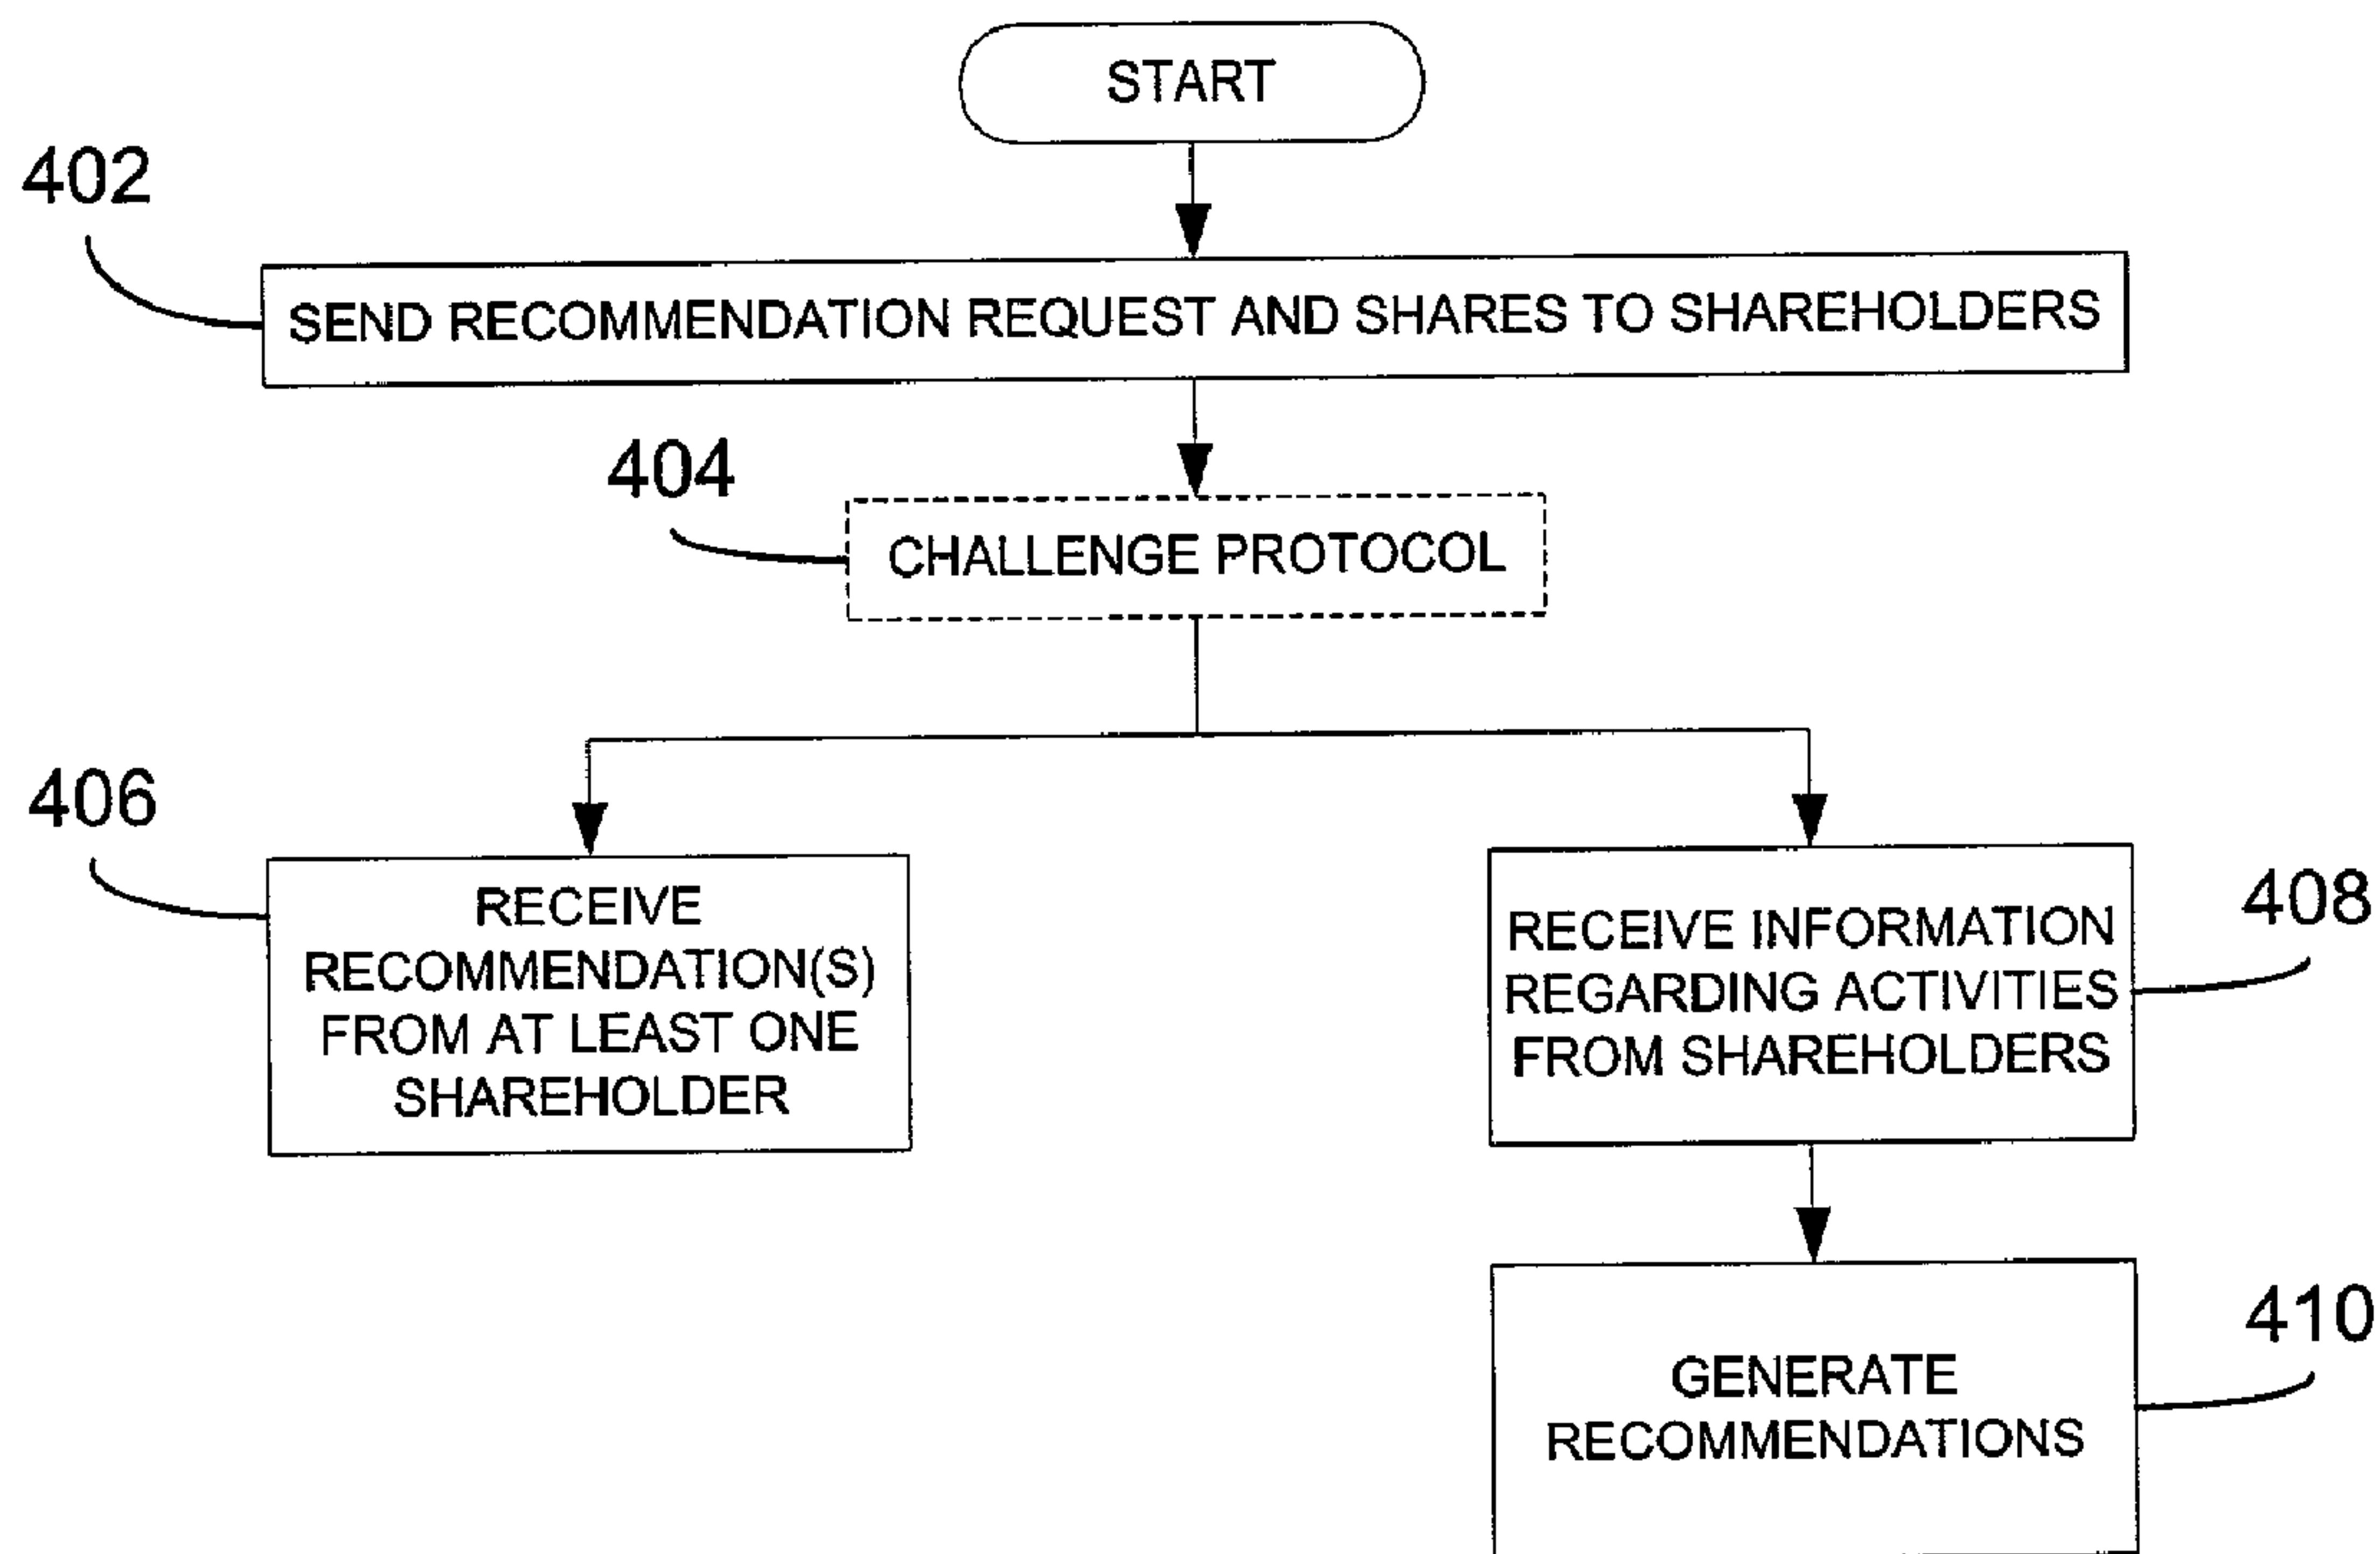 START
402
SEND RECOMMENDATION REQUEST AND SHARES TO SHAREHOLDERS
404
CHALLENGE PROTOCOL
406
RECEIVE
RECOMMENDATION(S)
FROM AT LEAST ONE
SHAREHOLDER
408
RECEIVE INFORMATION
REGARDING ACTIVITIES
FROM SHAREHOLDERS
410
GENERATE
RECOMMENDATIONS